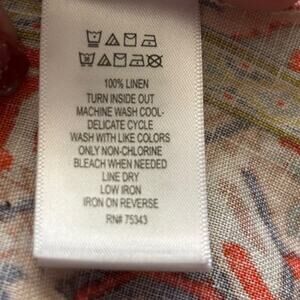 100% LINEN
TURN INSIDE OUT
MACHINE WASH COOL-
DELICATE CYCLE
WASH WITH LIKE COLORS
ONLY NON-CHLORINE
BLEACH WHEN NEEDED
LINE DRY
LOW IRON
IRON ON REVERSE
RN# 75343